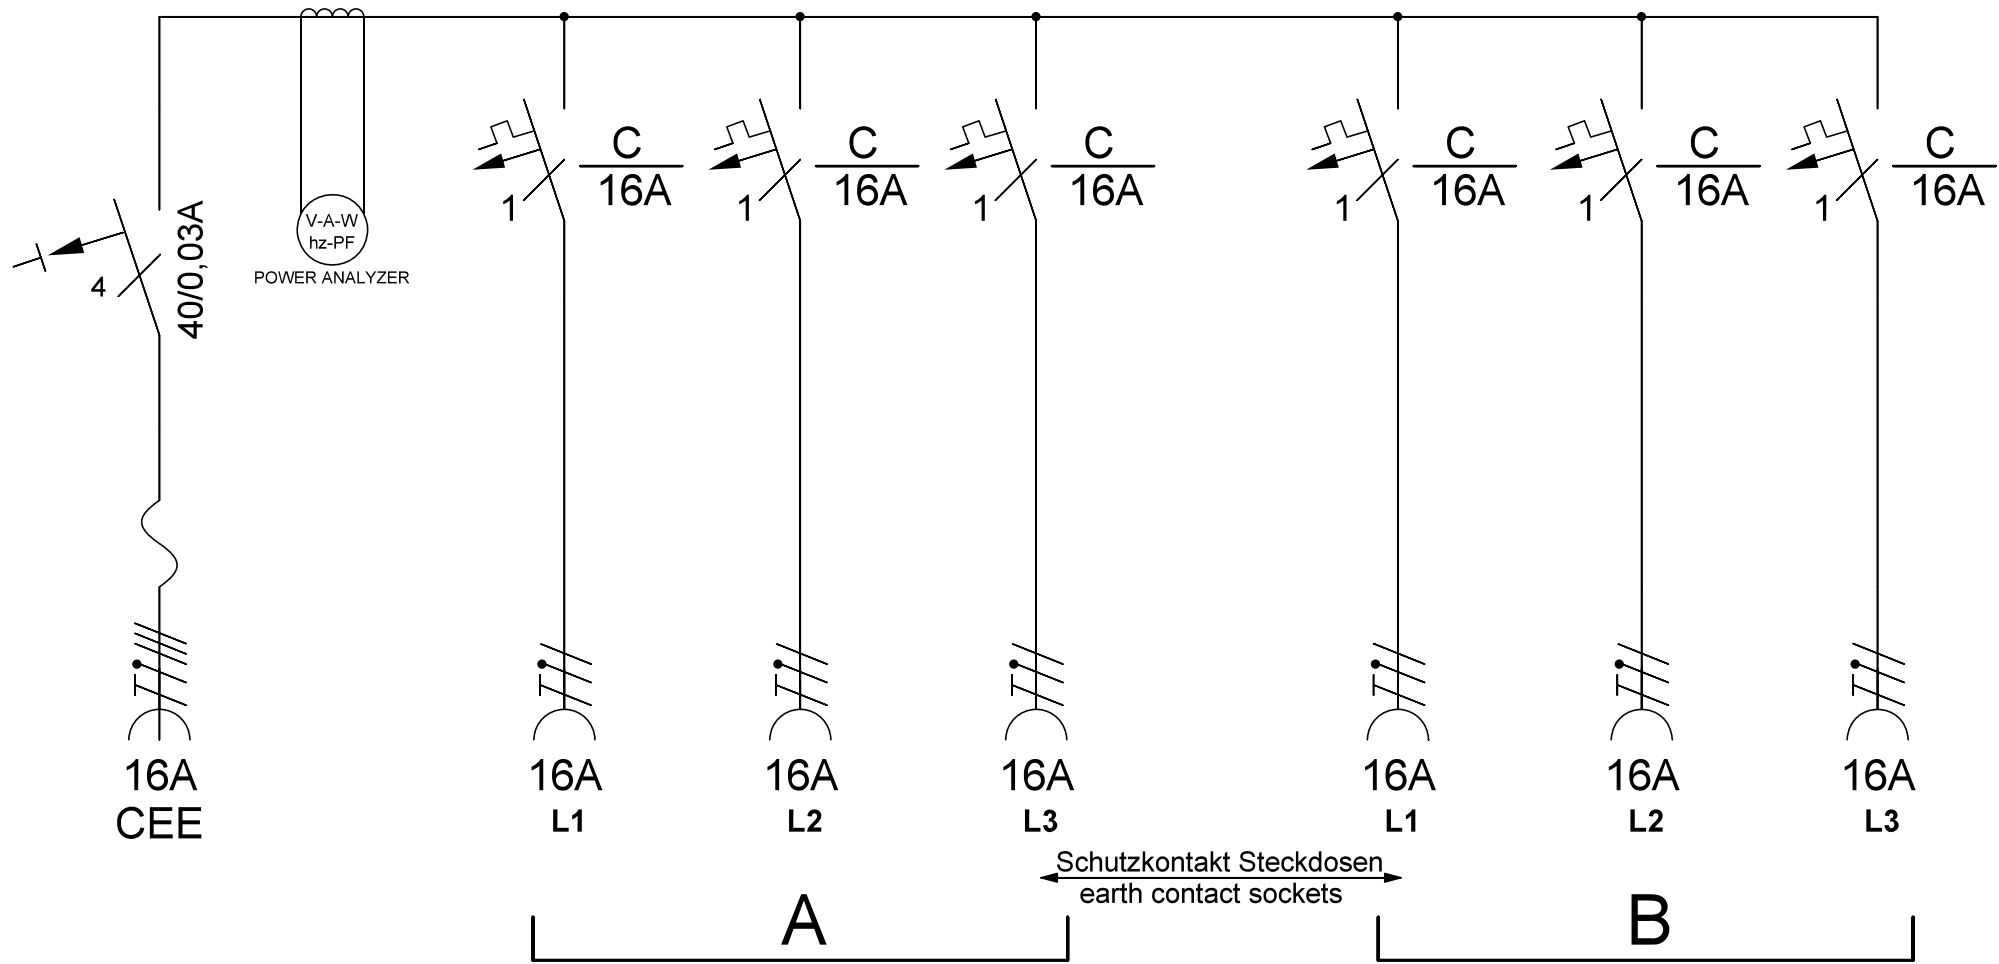 C
16A
C
16A
C
16A
C
16A
C
16A
C
16A
1
1
1
1
1
1
40/0,03A
4
V-A-W
hz-PF
POWER ANALYZER
16A
CEE
16A
L1
16A
L2
16A
L3
16A
L1
16A
L2
16A
L3
Schutzkontakt Steckdosen
earth contact sockets
A
B